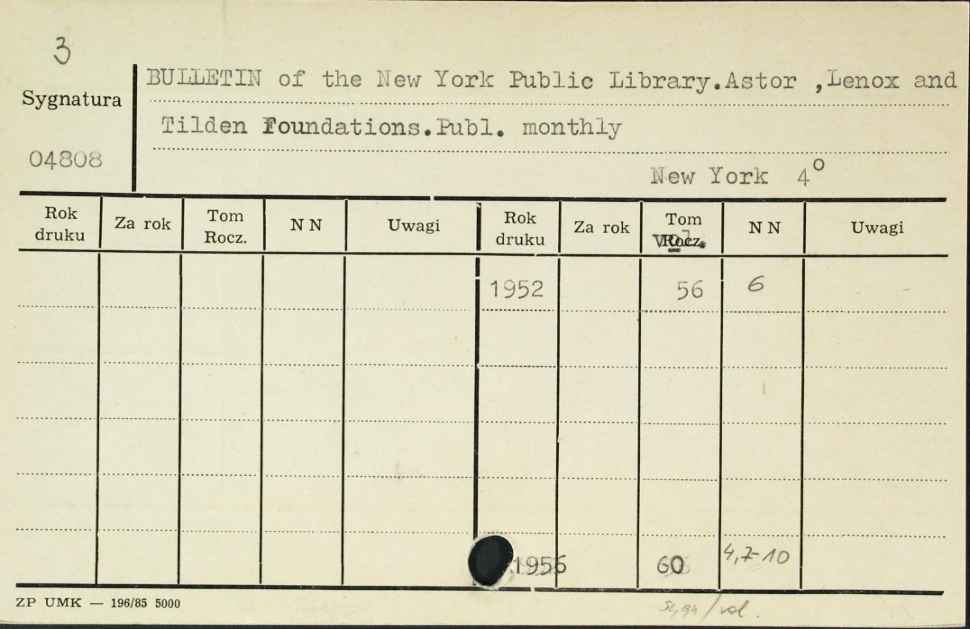 3
BULLETIN of the New York Public Library.Astor ,Lenox and
Sygnatura
Tilden Foundations.Publ. monthly
04808
New York 4°
Rok druku Za rok Tom Rocz. N N Uwagi Rok druku Za rok Tom Rocz. Vol. N N Uwagi
1952 56 6
1956 60 4,7-10
ZP UMK — 196/85 5000
/vol.